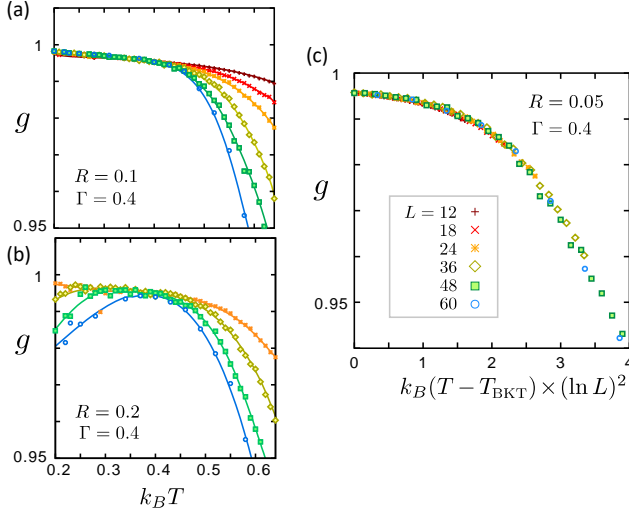 (a)
1
g
R = 0.1
Γ = 0.4
0.95
(b)
1
g
R = 0.2
Γ = 0.4
0.95
0.2 0.3 0.4 0.5 0.6
k_B T
(c)
1
R = 0.05
Γ = 0.4
g
L = 12
18
24
36
48
60
0.95
0 1 2 3 4
k_B(T − T_BKT) × (ln L)²